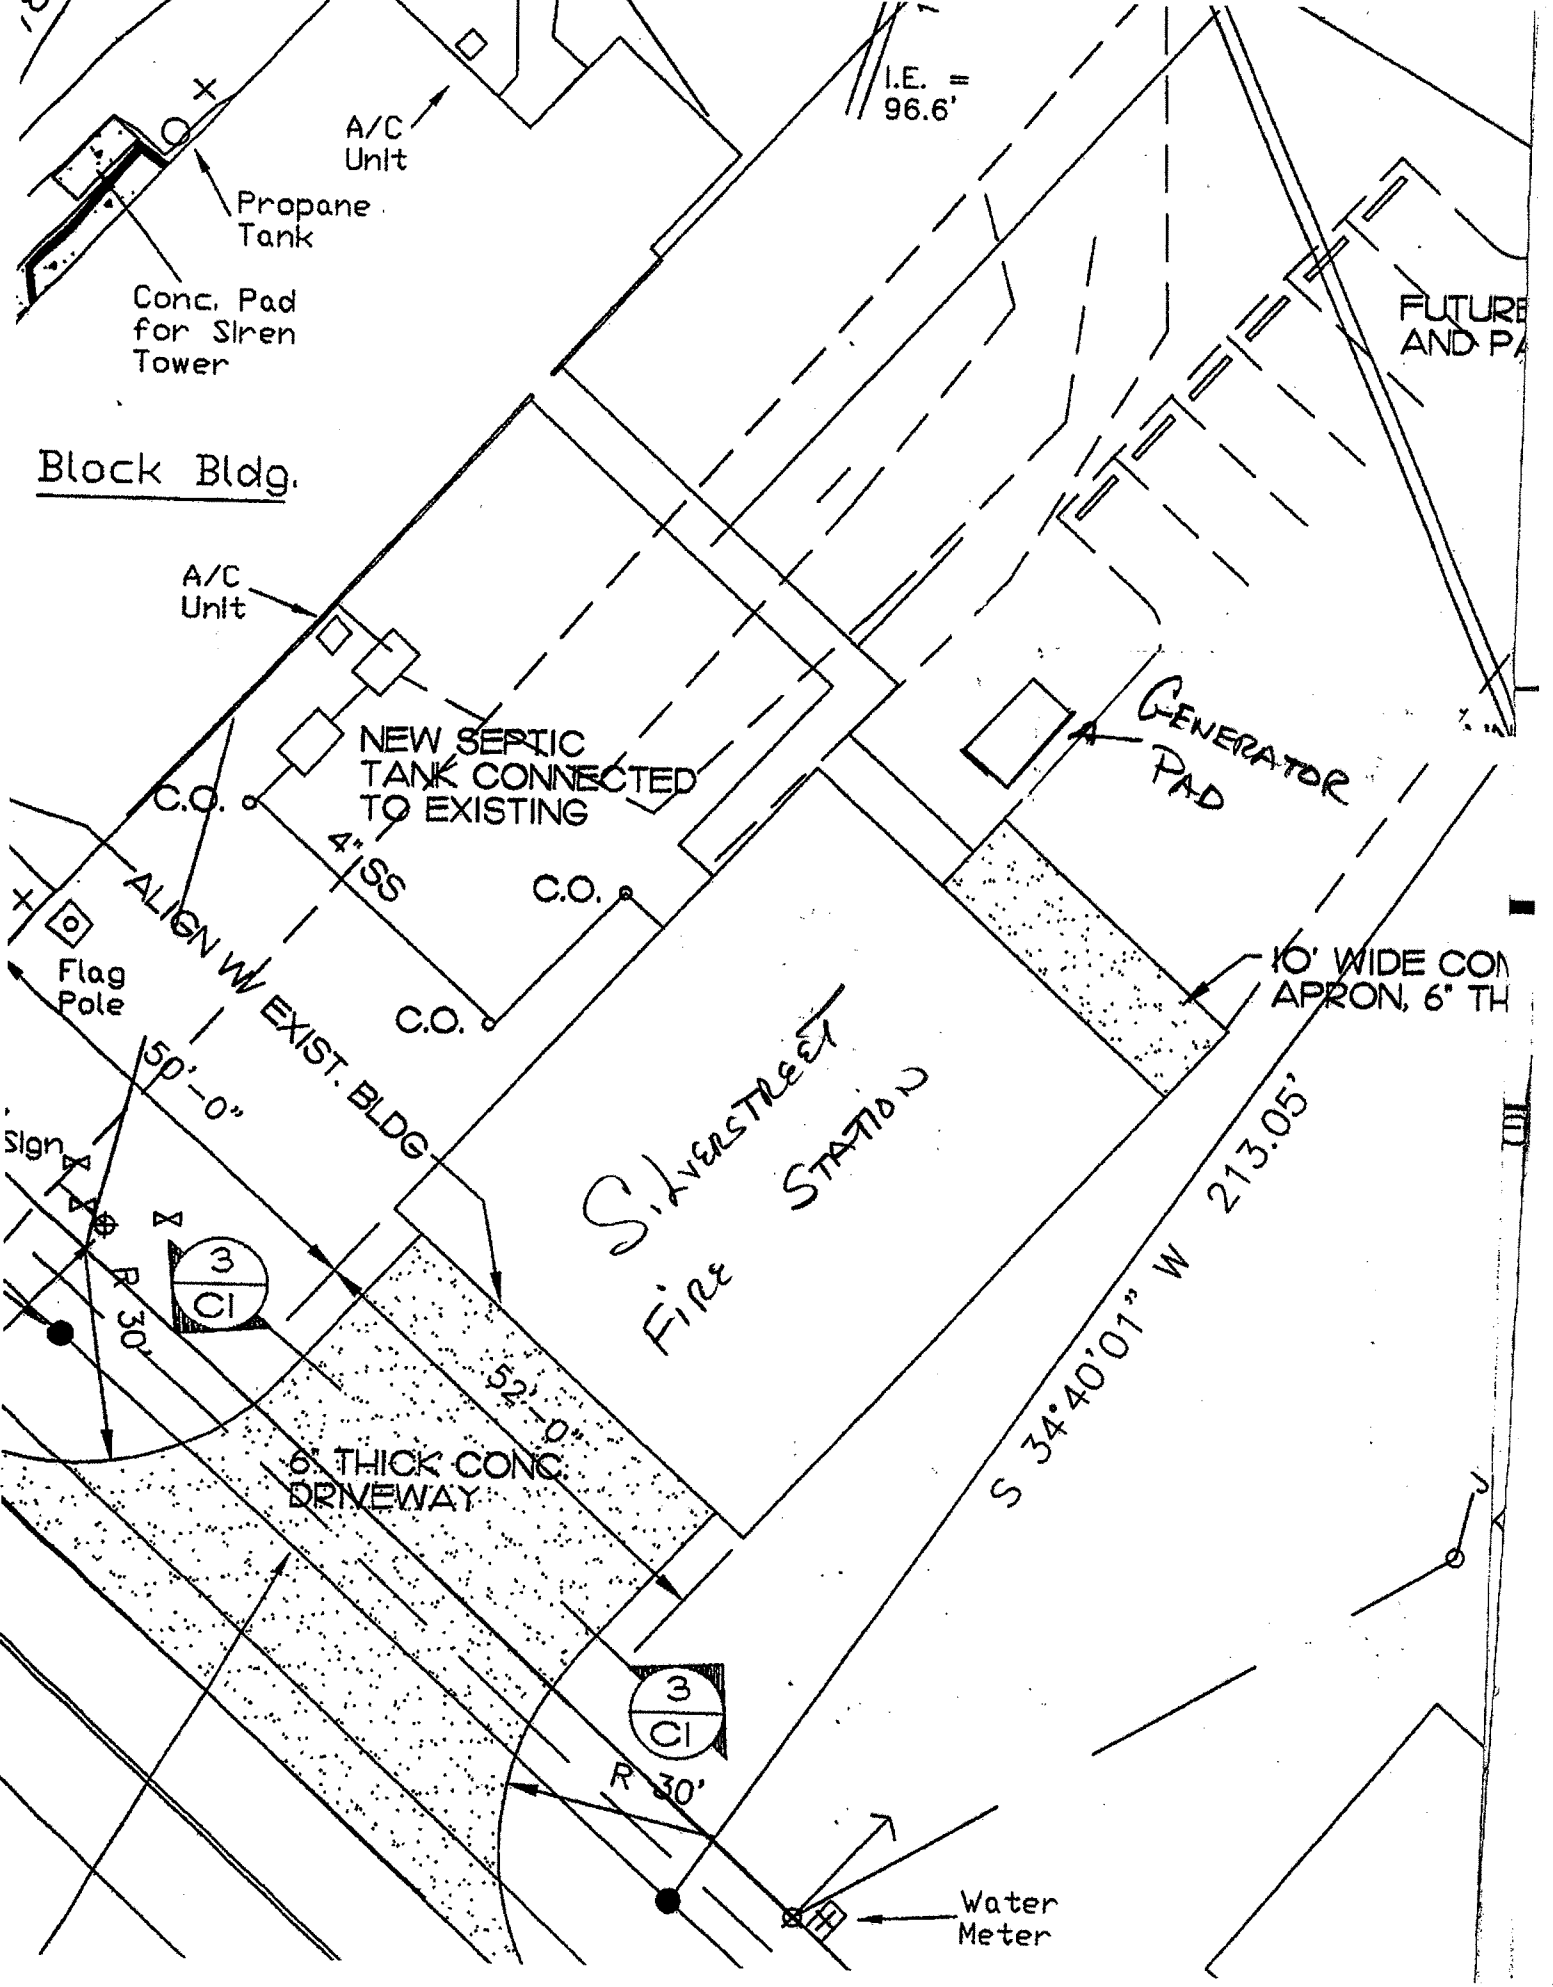 I.E. =
96.6'
A/C
Unit
Propane
Tank
Conc. Pad
for Siren
Tower
FUTURE
AND PA
Block Bldg.
A/C
Unit
GENERATOR
PAD
NEW SEPTIC
TANK CONNECTED
TO EXISTING
C.O.
4" SS
C.O.
C.O.
ALIGN W/ EXIST. BLDG
Flag
Pole
10' WIDE CON
APRON, 6" TH
50'-0"
Sign
SILVERSTREET
FIRE STATION
S 34°40'01" W 213.05'
3
C1
R 30'
52'-0"
6" THICK CONC.
DRIVEWAY
3
C1
R 30'
Water
Meter